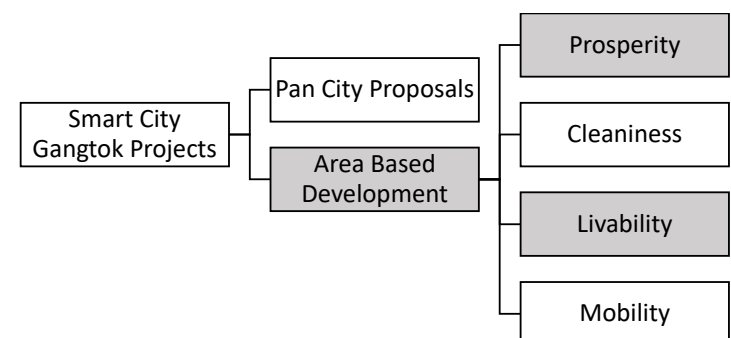 Smart City
Gangtok Projects
Pan City Proposals
Area Based
Development
Prosperity
Cleaniness
Livability
Mobility